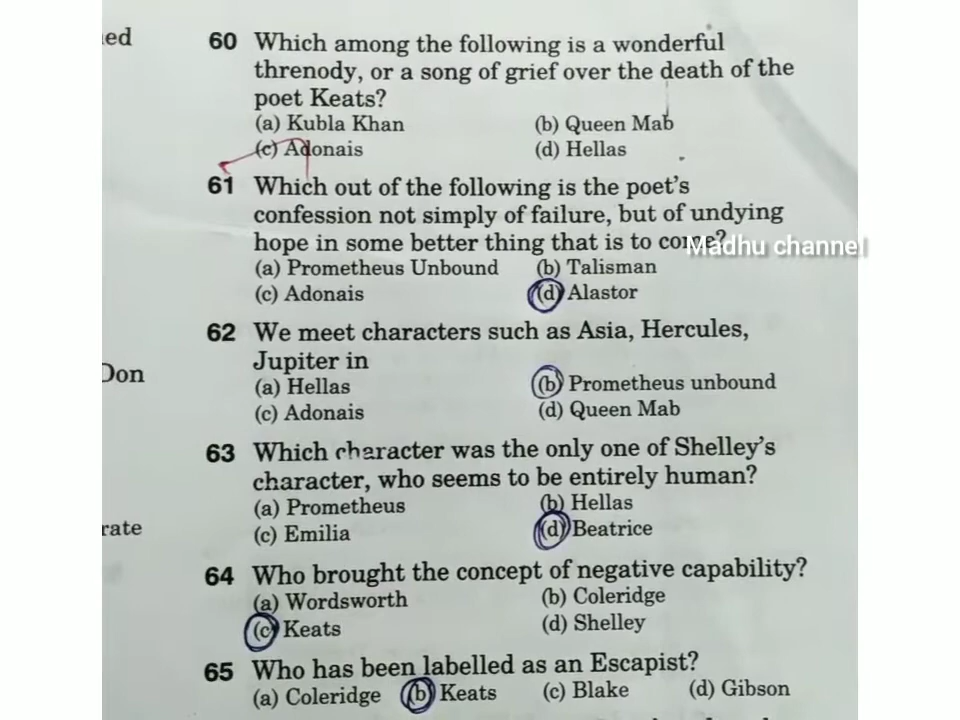 ed
60 Which among the following is a wonderful
threnody, or a song of grief over the death of the
poet Keats?
(a) Kubla Khan (b) Queen Mab
(c) Adonais (d) Hellas
61 Which out of the following is the poet's
confession not simply of failure, but of undying
hope in some better thing that is to come?
Madhu channel
(a) Prometheus Unbound (b) Talisman
(c) Adonais (d) Alastor
62 We meet characters such as Asia, Hercules,
Jupiter in
Don
(a) Hellas (b) Prometheus unbound
(c) Adonais (d) Queen Mab
63 Which character was the only one of Shelley's
character, who seems to be entirely human?
(a) Prometheus (b) Hellas
rate
(c) Emilia (d) Beatrice
64 Who brought the concept of negative capability?
(a) Wordsworth (b) Coleridge
(c) Keats (d) Shelley
65 Who has been labelled as an Escapist?
(a) Coleridge (b) Keats (c) Blake (d) Gibson